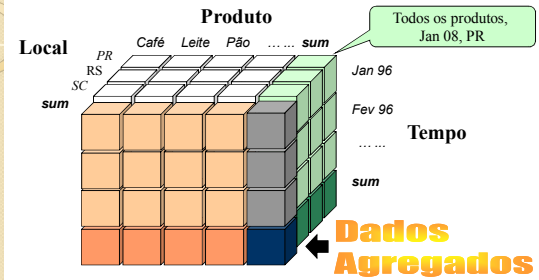 Produto
Todos os produtos,
Jan 08, PR
Local
Café Leite Pão ... ... sum
PR
RS
SC
sum
Jan 96
Fev 96
Tempo
... ...
sum
Dados
Agregados